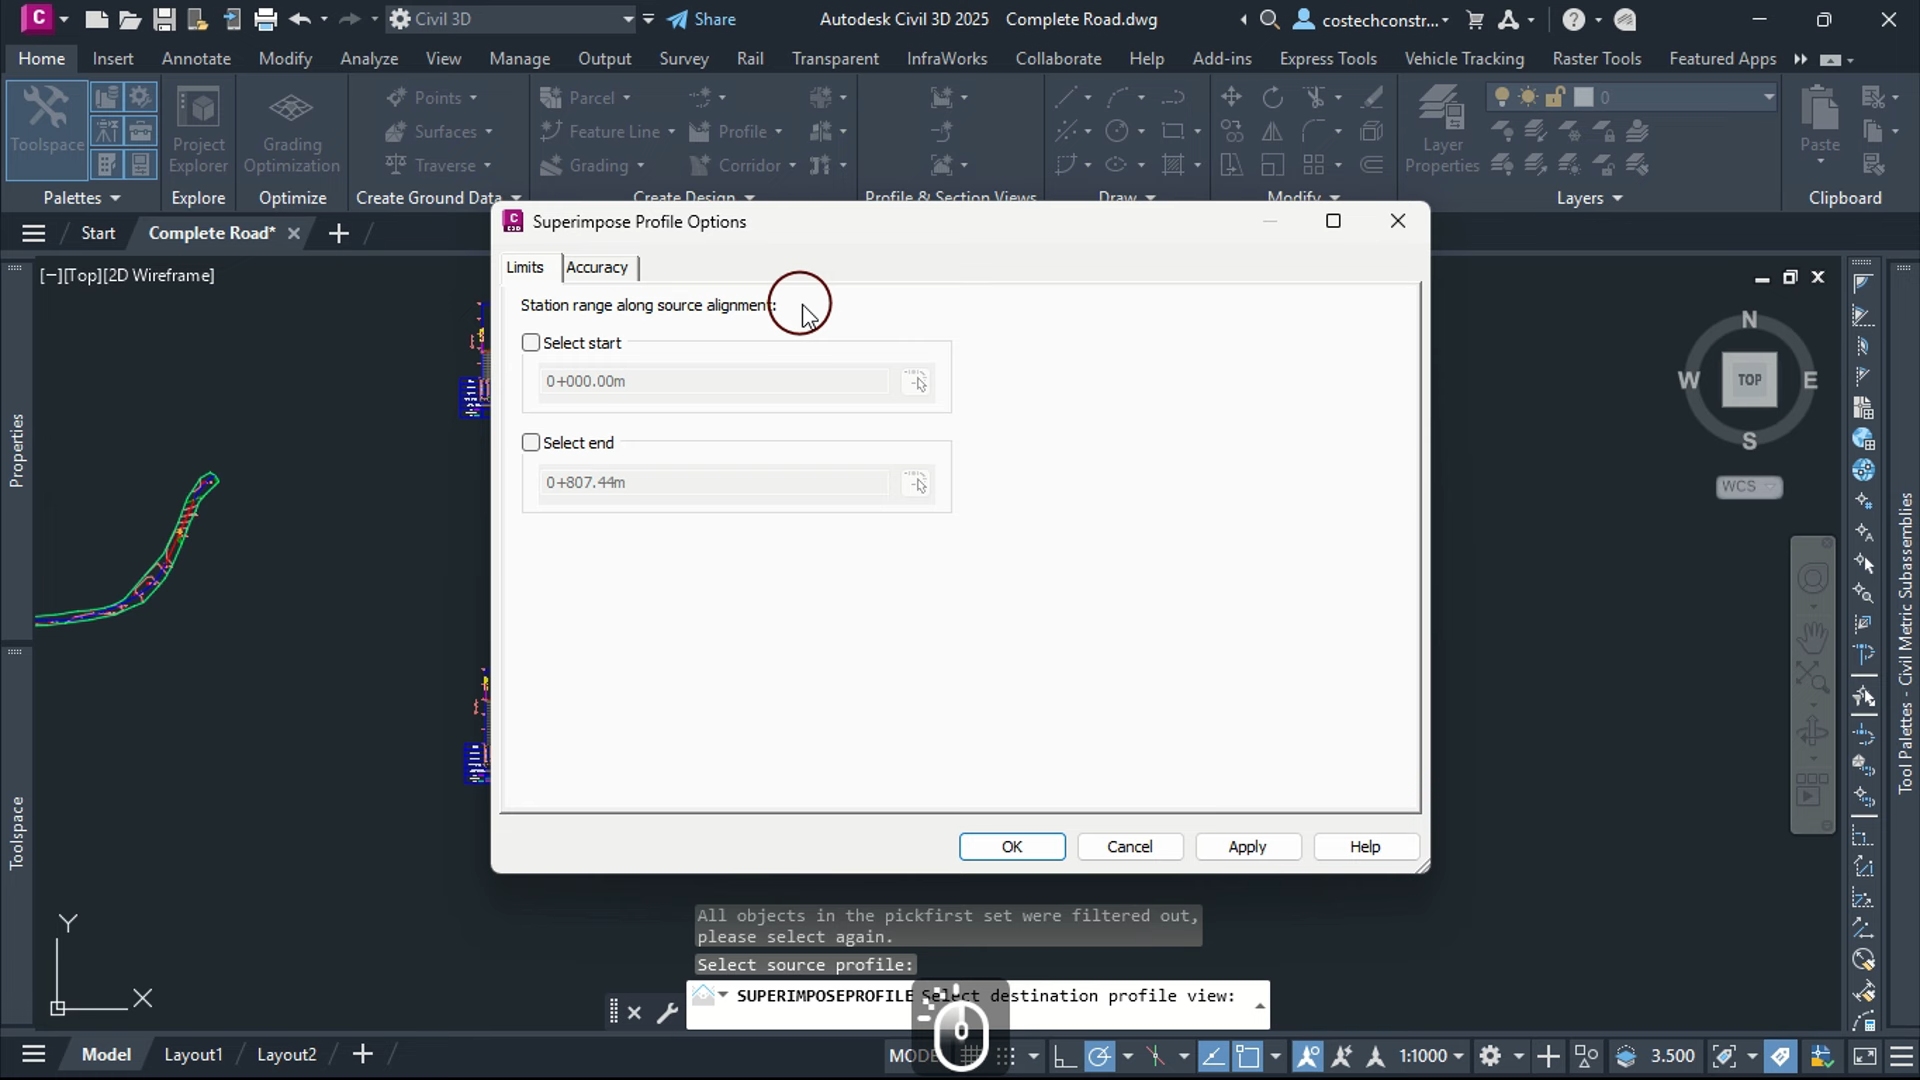 Civil 3D
Share
Autodesk Civil 3D 2025 Complete Road.dwg
costechconstr...
Home Insert Annotate Modify Analyze View Manage Output Survey Rail Transparent InfraWorks Collaborate Help Add-ins Express Tools Vehicle Tracking Raster Tools Featured Apps
Toolspace
Project Explorer
Grading Optimization
Points
Surfaces
Traverse
Parcel
Feature Line
Grading
Profile
Corridor
Layer Properties
0
Paste
Palettes
Explore
Optimize
Create Ground Data
Create Design
Profile & Section Views
Draw
Modify
Layers
Clipboard
Start
Complete Road*
[−][Top][2D Wireframe]
Superimpose Profile Options
Limits
Accuracy
Station range along source alignment:
Select start
0+000.00m
Select end
0+807.44m
OK
Cancel
Apply
Help
N
W
TOP
E
S
WCS
Properties
Toolspace
Tool Palettes - Civil Metric Subassemblies
Y
X
All objects in the pickfirst set were filtered out,
please select again.
Select source profile:
SUPERIMPOSEPROFILE Select destination profile view:
Model
Layout1
Layout2
1:1000
3.500